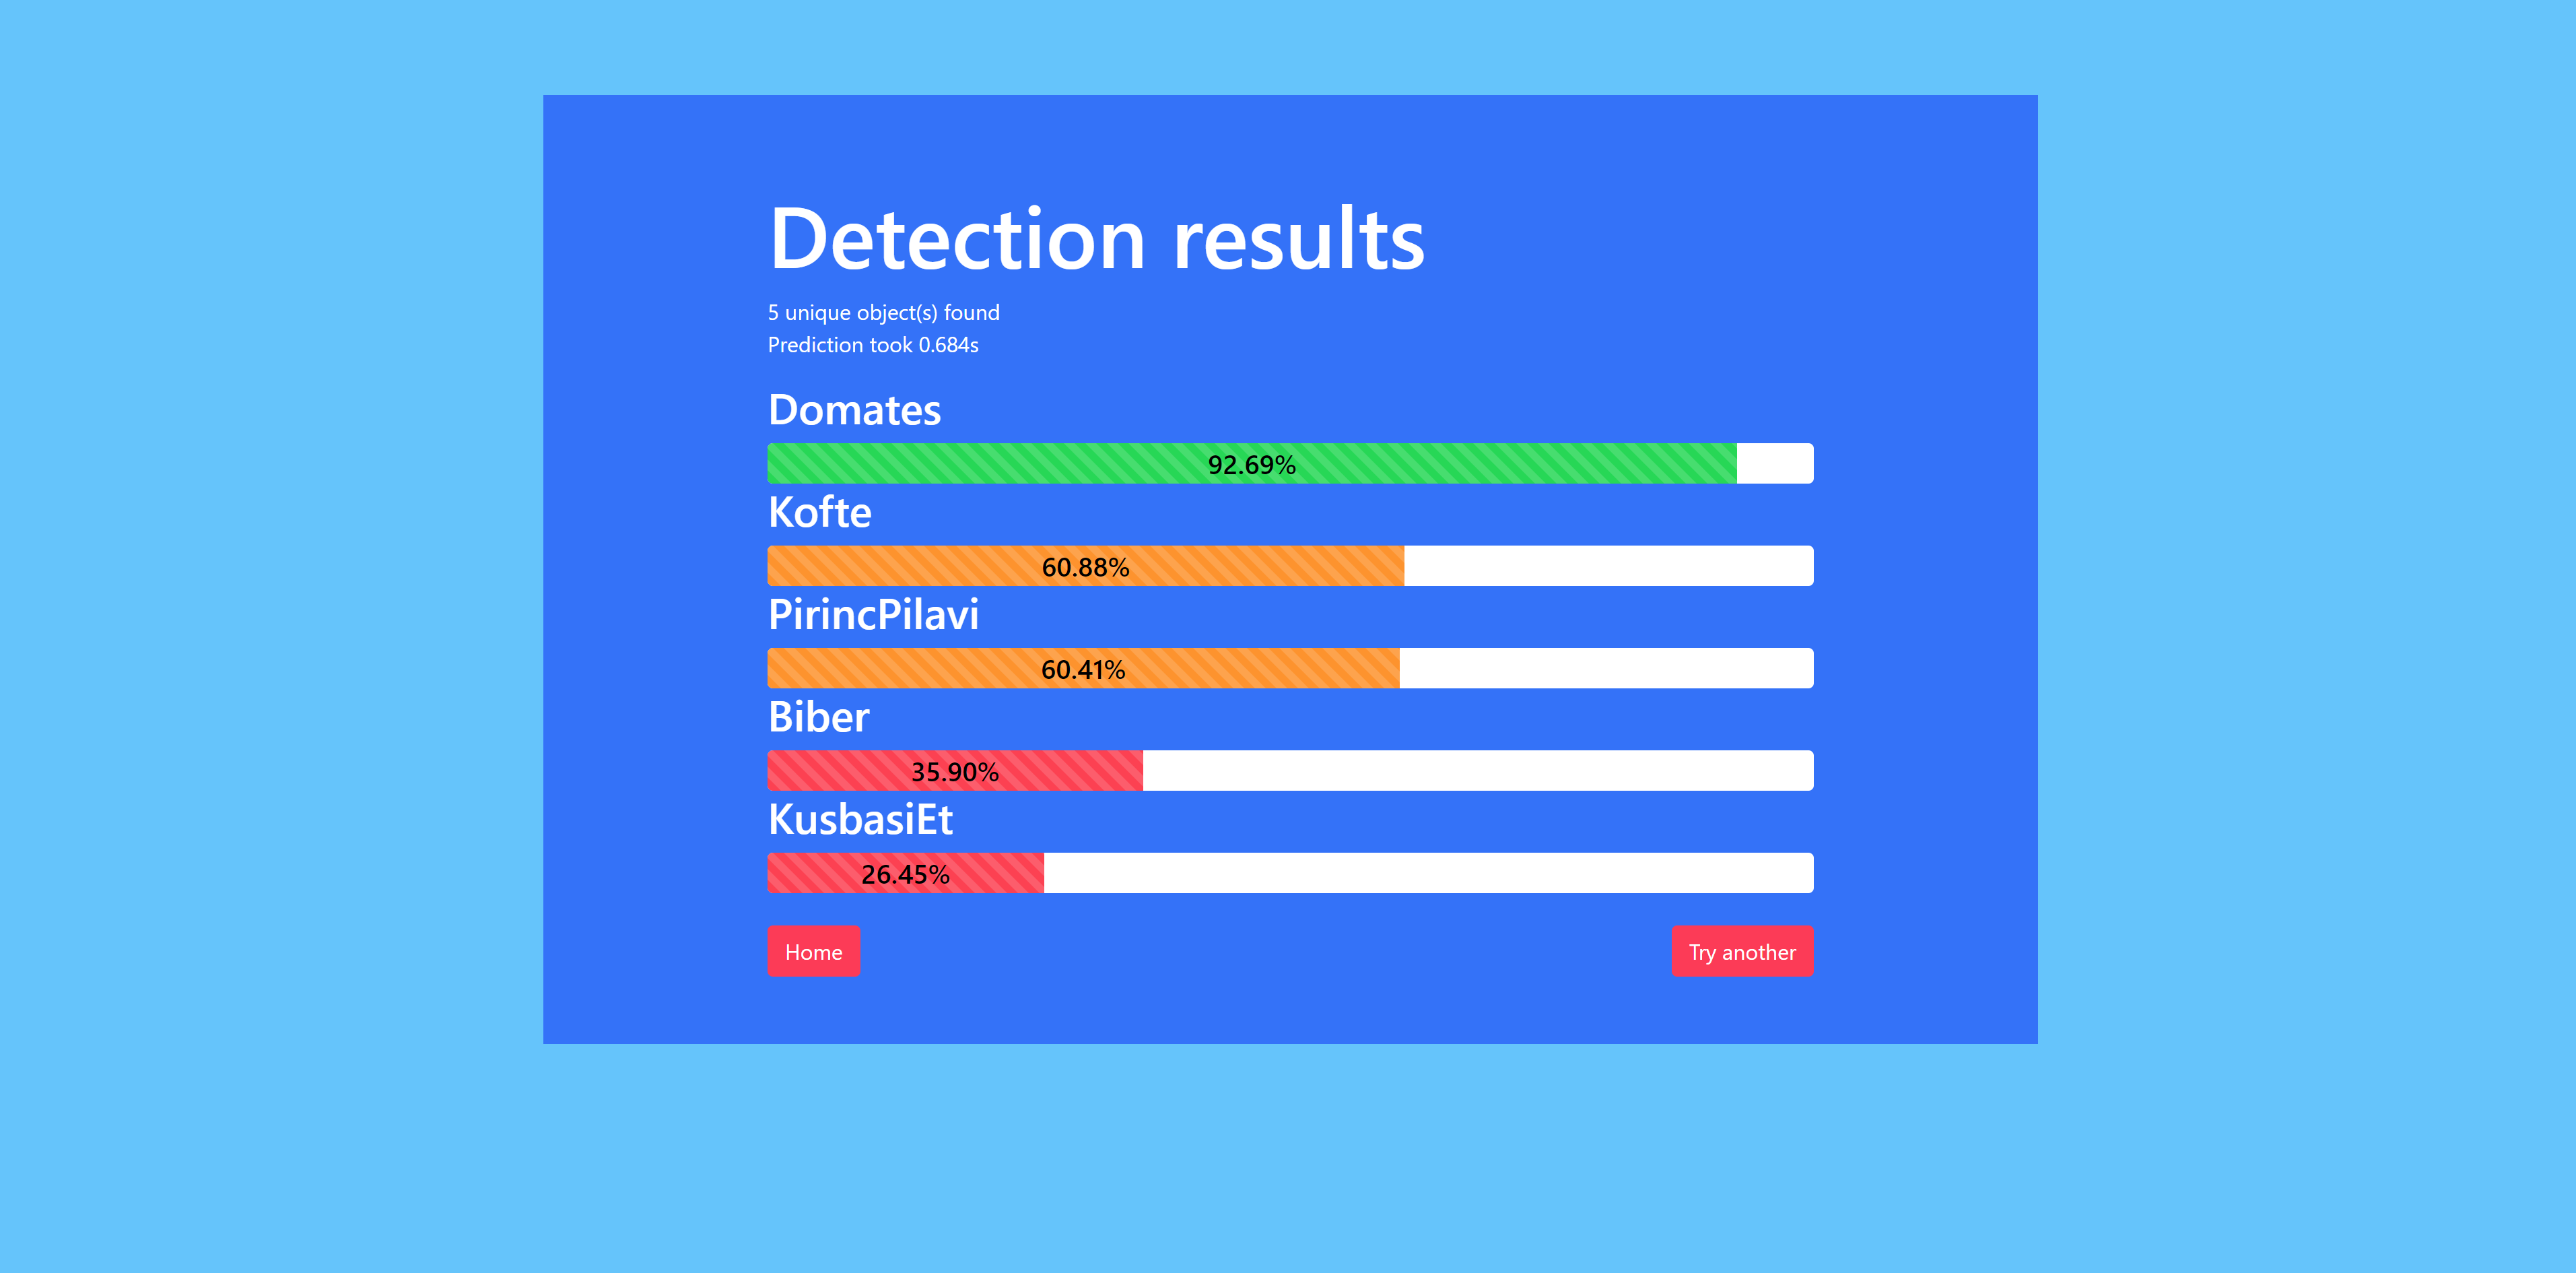 Detection results
5 unique object(s) found
Prediction took 0.684s
Domates
92.69%
Kofte
60.88%
PirincPilavi
60.41%
Biber
35.90%
KusbasiEt
26.45%
Home
Try another